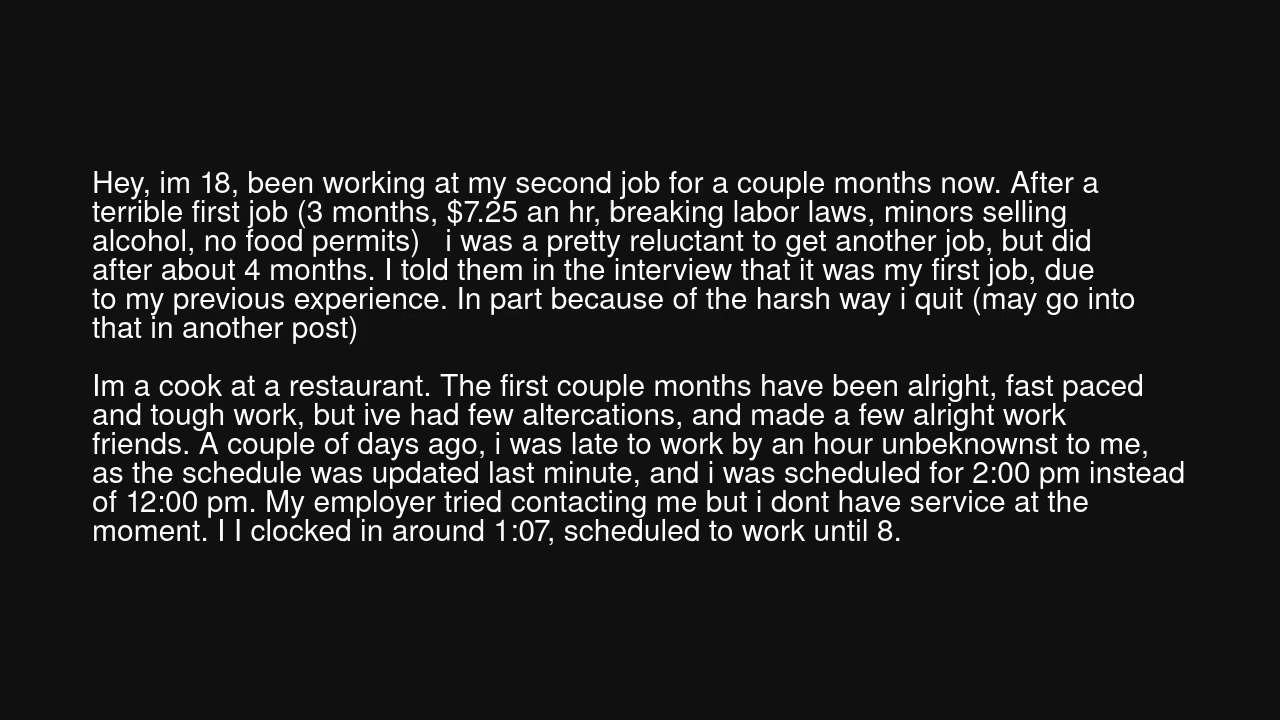 Hey, im 18, been working at my second job for a couple months now. After a
terrible first job (3 months, $7.25 an hr, breaking labor laws, minors selling
alcohol, no food permits)   i was a pretty reluctant to get another job, but did
after about 4 months. I told them in the interview that it was my first job, due
to my previous experience. In part because of the harsh way i quit (may go into
that in another post)
Im a cook at a restaurant. The first couple months have been alright, fast paced
and tough work, but ive had few altercations, and made a few alright work
friends. A couple of days ago, i was late to work by an hour unbeknownst to me,
as the schedule was updated last minute, and i was scheduled for 2:00 pm instead
of 12:00 pm. My employer tried contacting me but i dont have service at the
moment. I I clocked in around 1:07, scheduled to work until 8.